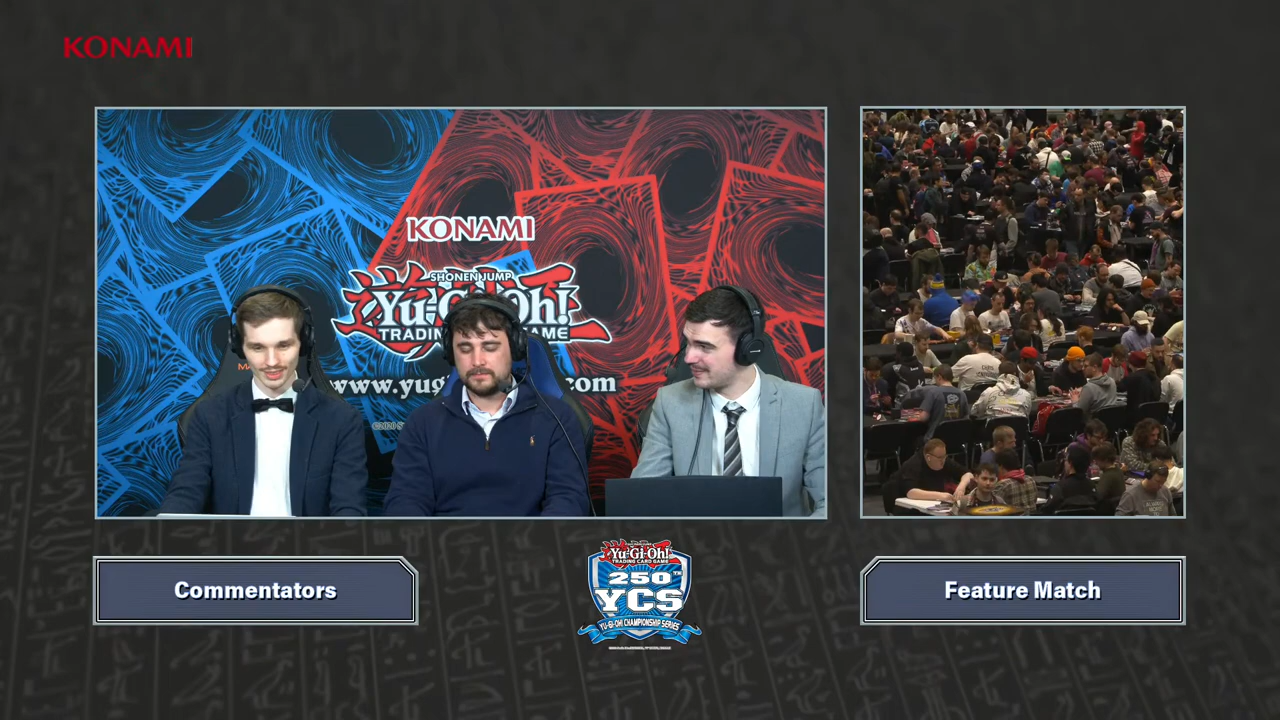 KONAMI
KONAMI
SHONEN JUMP
Yu-Gi-Oh!
TRADING CARD GAME
www.yug
.com
Commentators
Yu-Gi-Oh!
TRADING CARD GAME
250™
YCS
YU-GI-OH! CHAMPIONSHIP SERIES
Feature Match